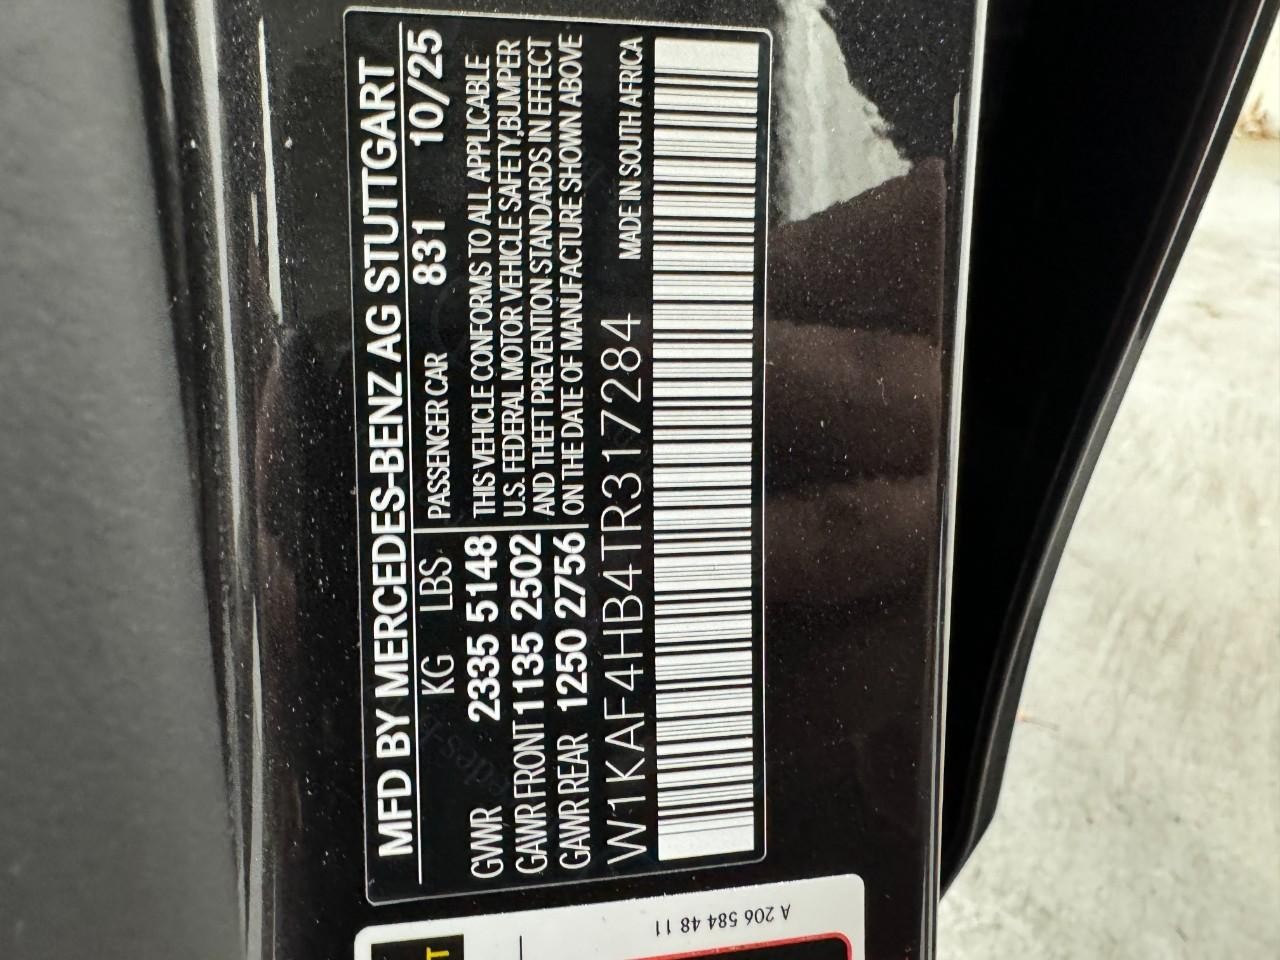 MFD BY MERCEDES-BENZ AG STUTTGART
KG LBS PASSENGER CAR 831 10/25
GVWR 2335 5148
GAWR FRONT 1135 2502
GAWR REAR 1250 2756
THIS VEHICLE CONFORMS TO ALL APPLICABLE
U.S. FEDERAL MOTOR VEHICLE SAFETY,BUMPER
AND THEFT PREVENTION STANDARDS IN EFFECT
ON THE DATE OF MANUFACTURE SHOWN ABOVE
W1KAF4HB4TR317284 MADE IN SOUTH AFRICA
A 206 584 48 11